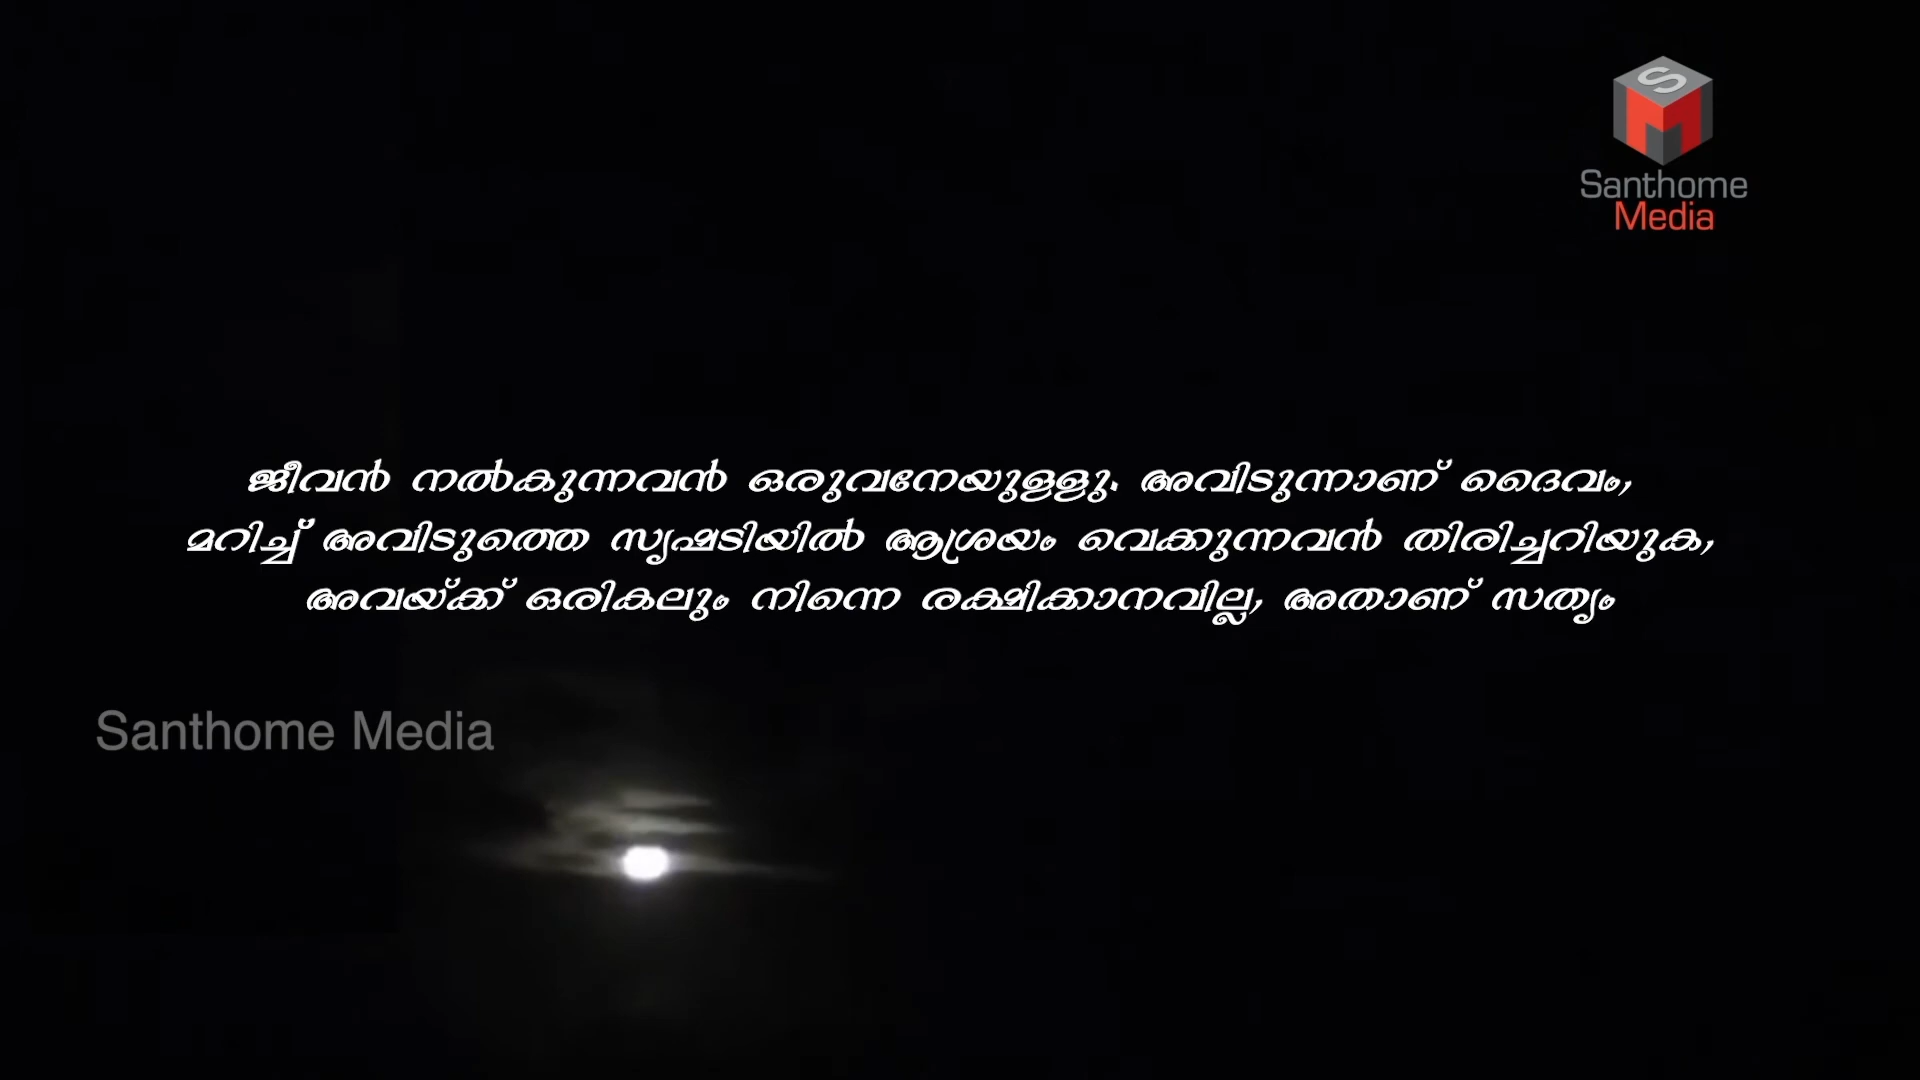 S
Santhome
Media
ജീവൻ നൽകുന്നവൻ ഒരുവനേയുള്ളു. അവിടുന്നാണ് ദൈവം,
മറിച്ച് അവിടുത്തെ സൃഷടിയിൽ ആശ്രയം വെക്കുന്നവൻ തിരിച്ചറിയുക,
അവയ്ക്ക് ഒരികലും നിന്നെ രക്ഷിക്കാനവില്ല, അതാണ് സത്യം
Santhome Media